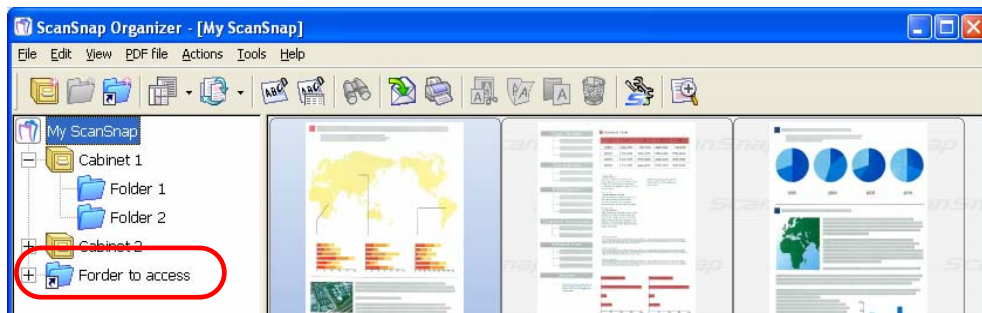 ScanSnap Organizer - [My ScanSnap]
File Edit View PDF file Actions Tools Help
My ScanSnap
Cabinet 1
Folder 1
Folder 2
Cabinet 2
Forder to access